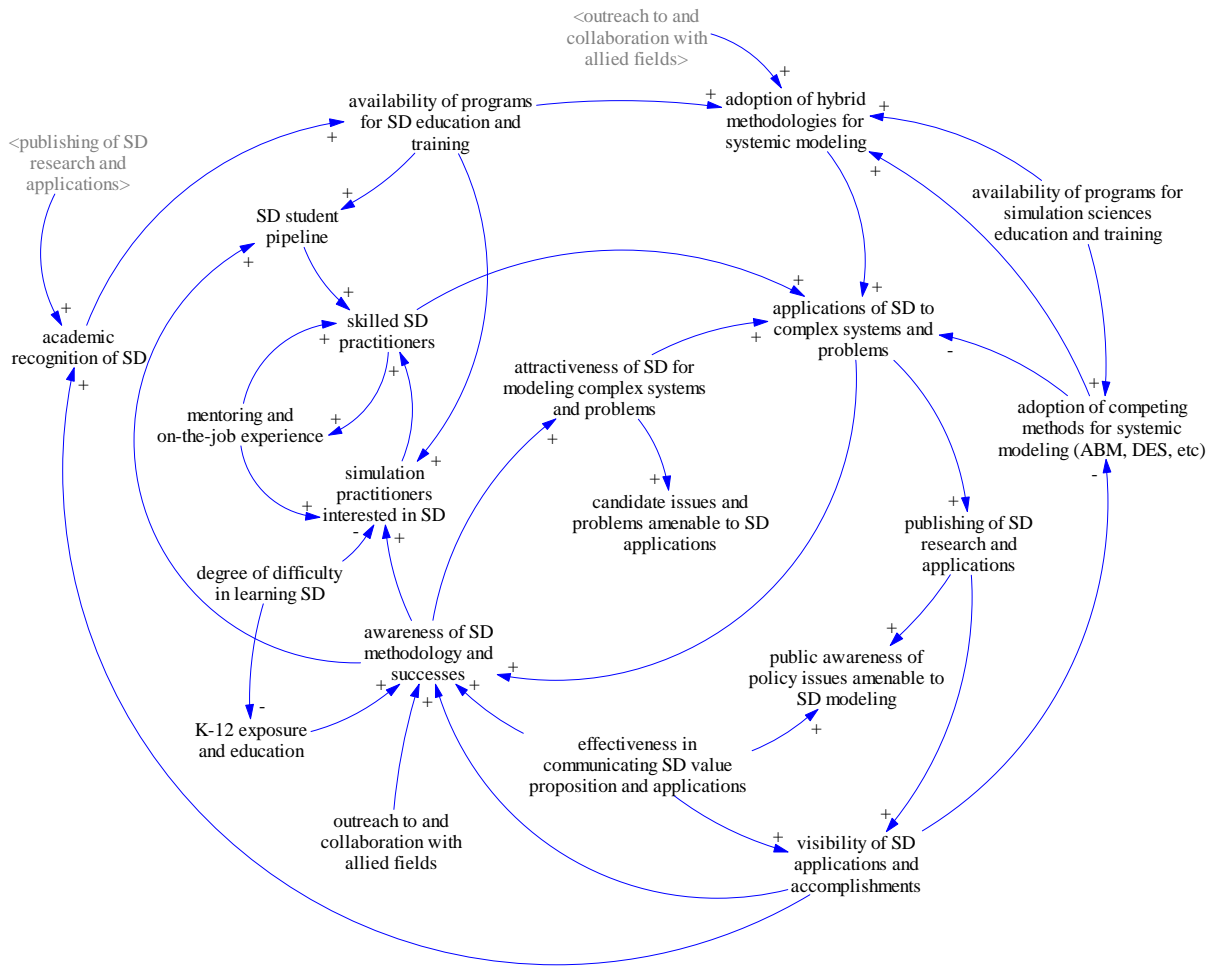 <outreach to and
collaboration with
allied fields>
availability of programs
for SD education and
training
adoption of hybrid
methodologies for
systemic modeling
<publishing of SD
research and
applications>
availability of programs for
simulation sciences
education and training
SD student
pipeline
academic
recognition of SD
skilled SD
practitioners
applications of SD to
complex systems and
problems
attractiveness of SD for
modeling complex systems
and problems
mentoring and
on-the-job experience
adoption of competing
methods for systemic
modeling (ABM, DES, etc)
simulation
practitioners
interested in SD
candidate issues and
problems amenable to SD
applications
publishing of SD
research and
applications
degree of difficulty
in learning SD
awareness of SD
methodology and
successes
public awareness of
policy issues amenable to
SD modeling
K-12 exposure
and education
effectiveness in
communicating SD value
proposition and applications
outreach to and
collaboration with
allied fields
visibility of SD
applications and
accomplishments